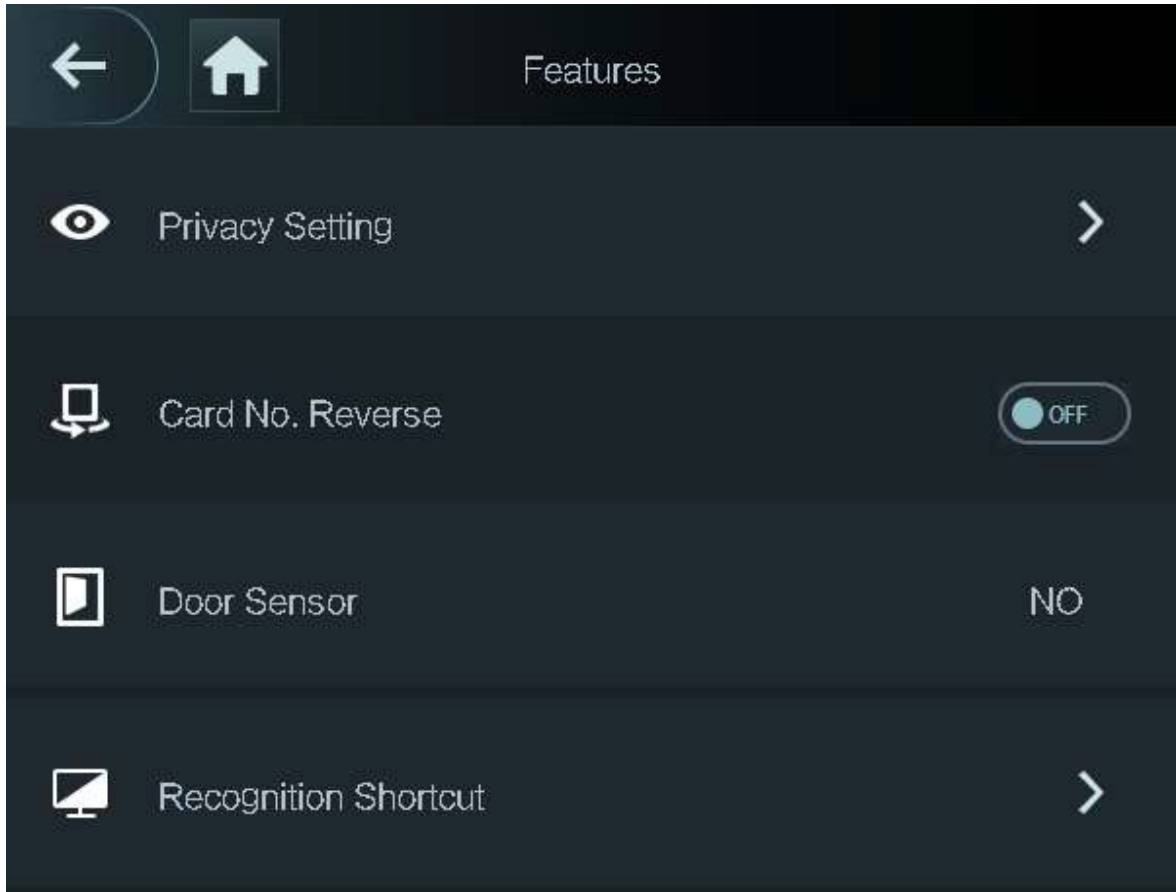 Features
Privacy Setting
Card No. Reverse
OFF
Door Sensor
NO
Recognition Shortcut